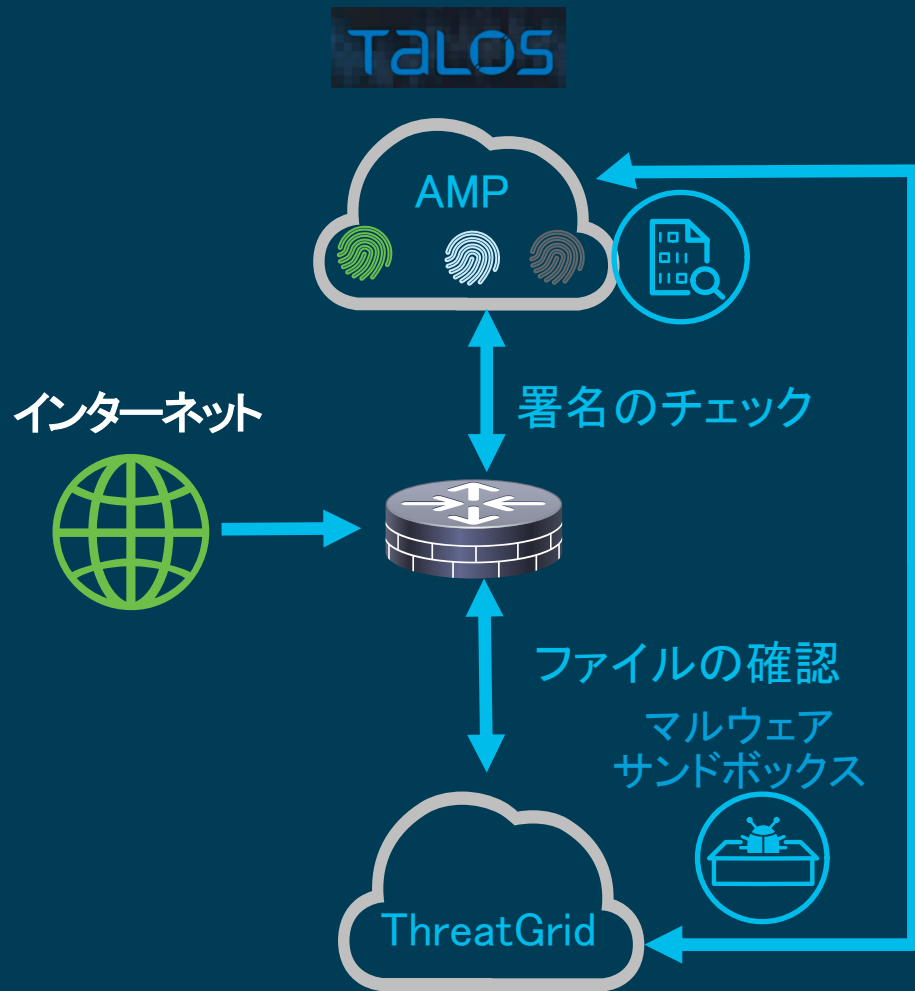 TALOS
AMP
署名のチェック
インターネット
ファイルの確認
マルウェア
サンドボックス
ThreatGrid